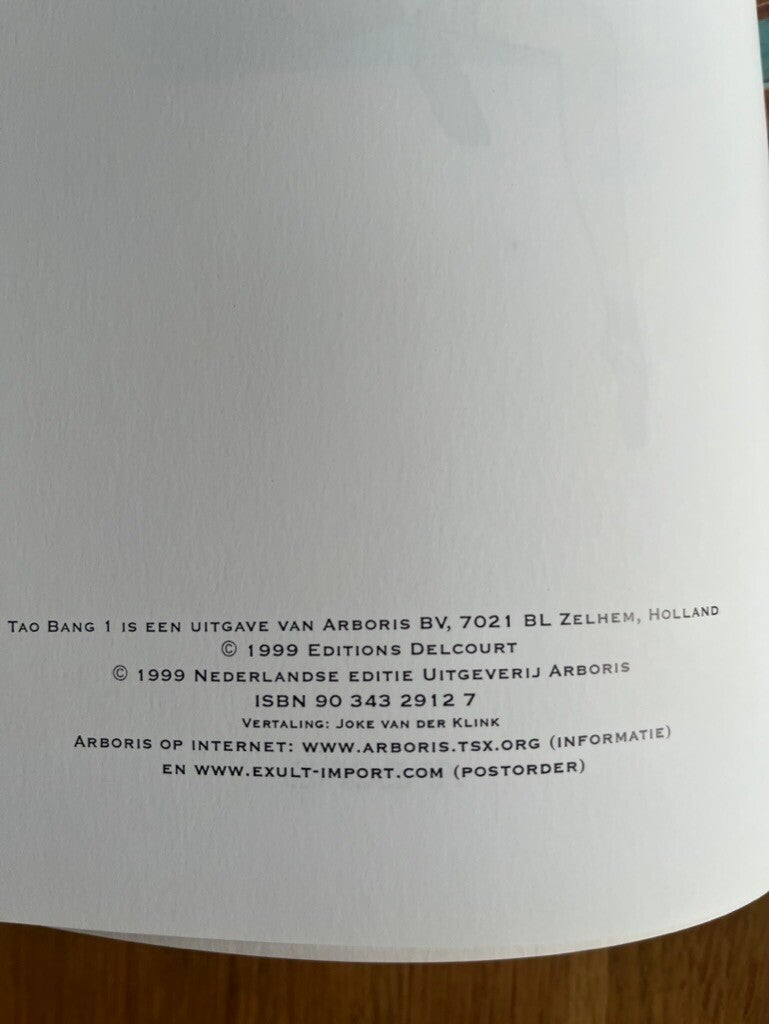 Tao Bang 1 is een uitgave van Arboris BV, 7021 BL Zelhem, Holland
© 1999 Editions Delcourt
© 1999 Nederlandse editie Uitgeverij Arboris
ISBN 90 343 2912 7
Vertaling: Joke van der Klink
Arboris op internet: www.arboris.tsx.org (informatie)
en www.exult-import.com (postorder)